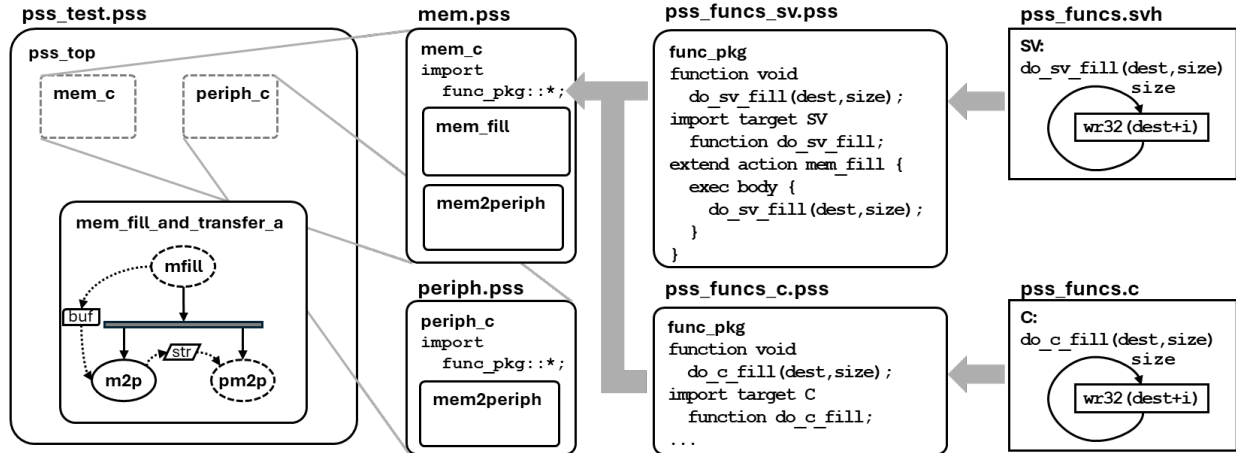 pss_test.pss
pss_top
mem_c
periph_c
mem_fill_and_transfer_a
mfill
buf
str
m2p
pm2p
mem.pss
mem_c
import
func_pkg::*;
mem_fill
mem2periph
periph.pss
periph_c
import
func_pkg::*;
mem2periph
pss_funcs_sv.pss
func_pkg
function void
do_sv_fill(dest,size);
import target SV
function do_sv_fill;
extend action mem_fill {
exec body {
do_sv_fill(dest,size);
}
}
pss_funcs_c.pss
func_pkg
function void
do_c_fill(dest,size);
import target C
function do_c_fill;
...
pss_funcs.svh
SV:
do_sv_fill(dest,size)
size
wr32(dest+i)
pss_funcs.c
C:
do_c_fill(dest,size)
size
wr32(dest+i)